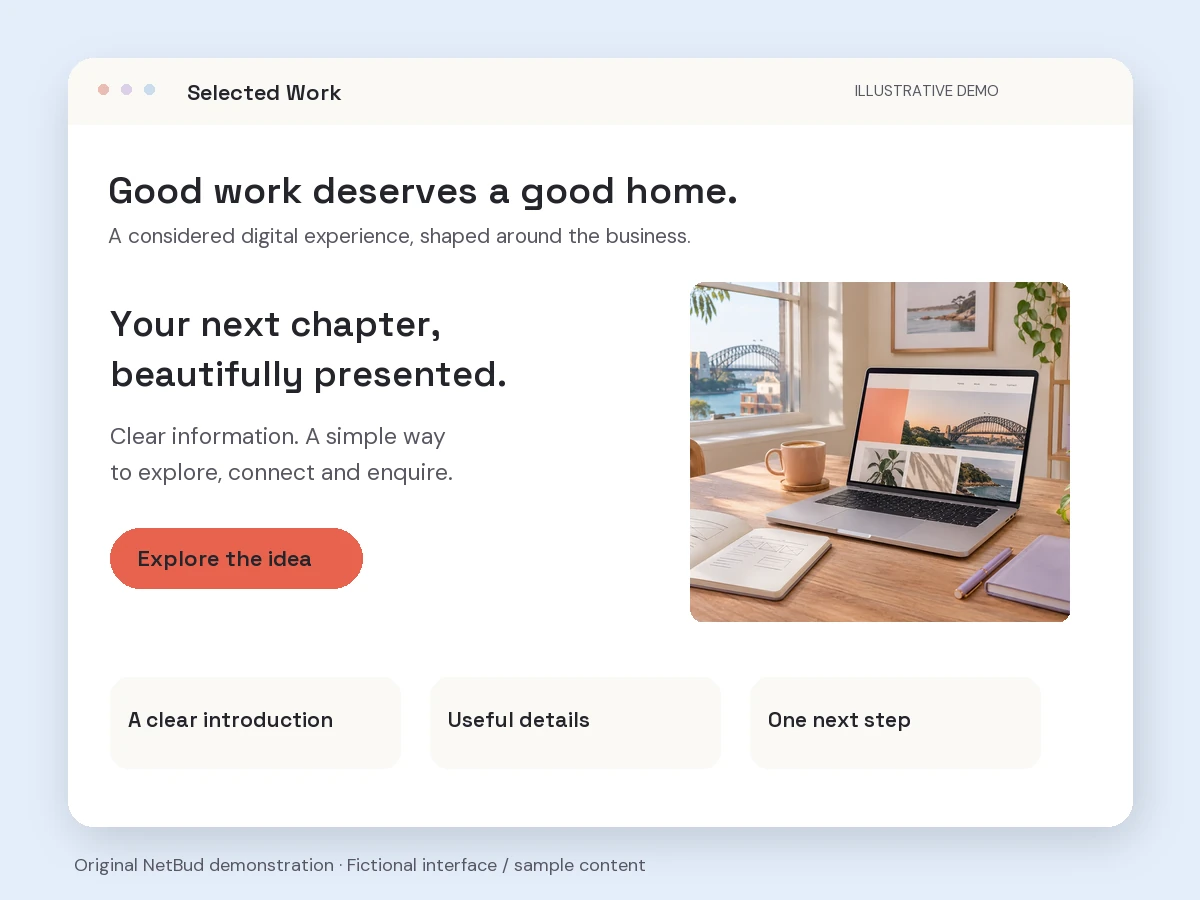 Selected Work
ILLUSTRATIVE DEMO
Good work deserves a good home.
A considered digital experience, shaped around the business.
Your next chapter,
beautifully presented.
Clear information. A simple way
to explore, connect and enquire.
Explore the idea
A clear introduction
Useful details
One next step
Original NetBud demonstration · Fictional interface / sample content